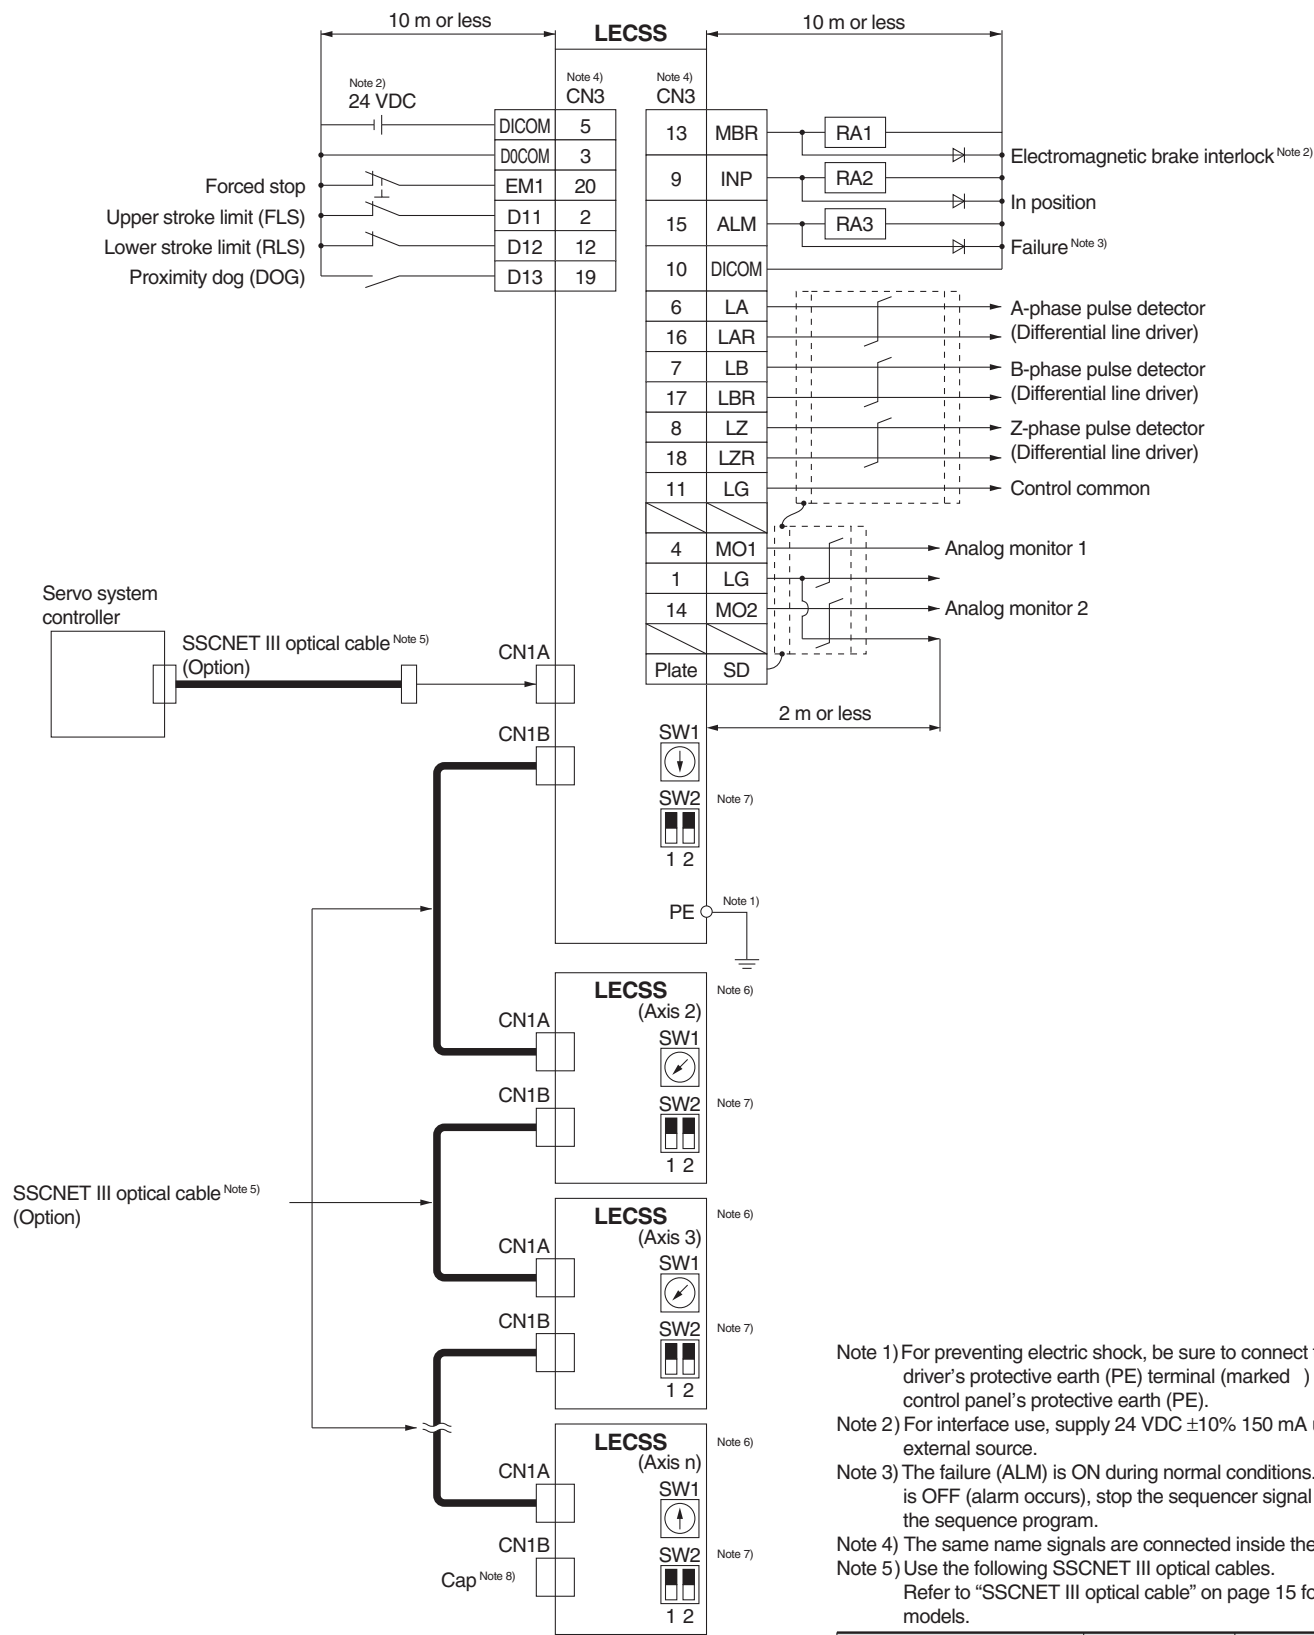 10 m or less
LECSS
10 m or less
Note 2)
24 VDC
Note 4)
CN3
Note 4)
CN3
DICOM 5
D0COM 3
Forced stop EM1 20
Upper stroke limit (FLS) D11 2
Lower stroke limit (RLS) D12 12
Proximity dog (DOG) D13 19
13 MBR RA1
Electromagnetic brake interlock Note 2)
9 INP RA2
In position
15 ALM RA3
Failure Note 3)
10 DICOM
6 LA A-phase pulse detector
16 LAR (Differential line driver)
7 LB B-phase pulse detector
17 LBR (Differential line driver)
8 LZ Z-phase pulse detector
18 LZR (Differential line driver)
11 LG Control common
4 MO1 Analog monitor 1
1 LG
14 MO2 Analog monitor 2
Plate SD
2 m or less
Servo system
controller
SSCNET III optical cable Note 5)
(Option)
CN1A
CN1B
SW1
SW2 Note 7)
1 2
PE Note 1)
LECSS Note 6)
(Axis 2)
CN1A
SW1
CN1B
SW2 Note 7)
1 2
SSCNET III optical cable Note 5)
(Option)
LECSS Note 6)
(Axis 3)
CN1A
SW1
CN1B
SW2 Note 7)
1 2
LECSS Note 6)
(Axis n)
CN1A
SW1
CN1B
Cap Note 8)
SW2 Note 7)
1 2
Note 1) For preventing electric shock, be sure to connect
driver's protective earth (PE) terminal (marked )
control panel's protective earth (PE).
Note 2) For interface use, supply 24 VDC ±10% 150 mA
external source.
Note 3) The failure (ALM) is ON during normal conditions.
is OFF (alarm occurs), stop the sequencer signal
the sequence program.
Note 4) The same name signals are connected inside the
Note 5) Use the following SSCNET III optical cables.
Refer to “SSCNET III optical cable” on page 15
models.